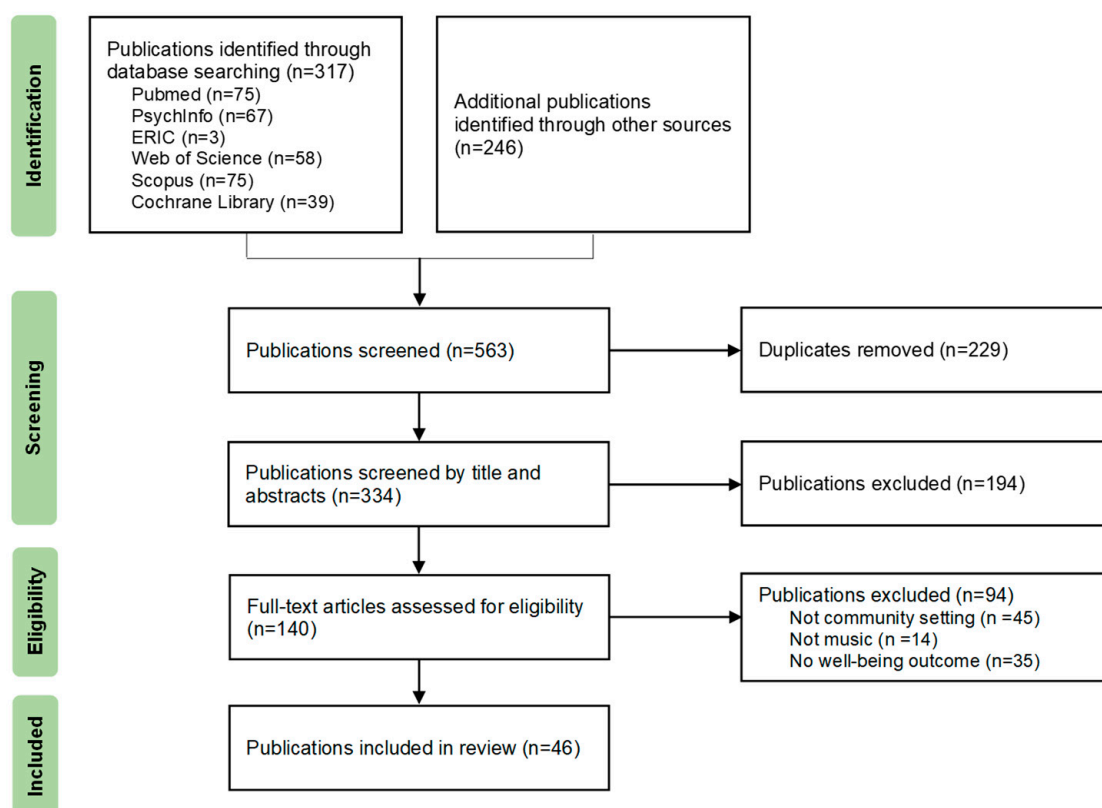 Identification
Publications identified through
database searching (n=317)
Pubmed (n=75)
PsychInfo (n=67)
ERIC (n=3)
Web of Science (n=58)
Scopus (n=75)
Cochrane Library (n=39)
Additional publications
identified through other sources
(n=246)
Screening
Publications screened (n=563)
Duplicates removed (n=229)
Publications screened by title and
abstracts (n=334)
Publications excluded (n=194)
Eligibility
Full-text articles assessed for eligibility
(n=140)
Publications excluded (n=94)
Not community setting (n =45)
Not music (n =14)
No well-being outcome (n=35)
Included
Publications included in review (n=46)